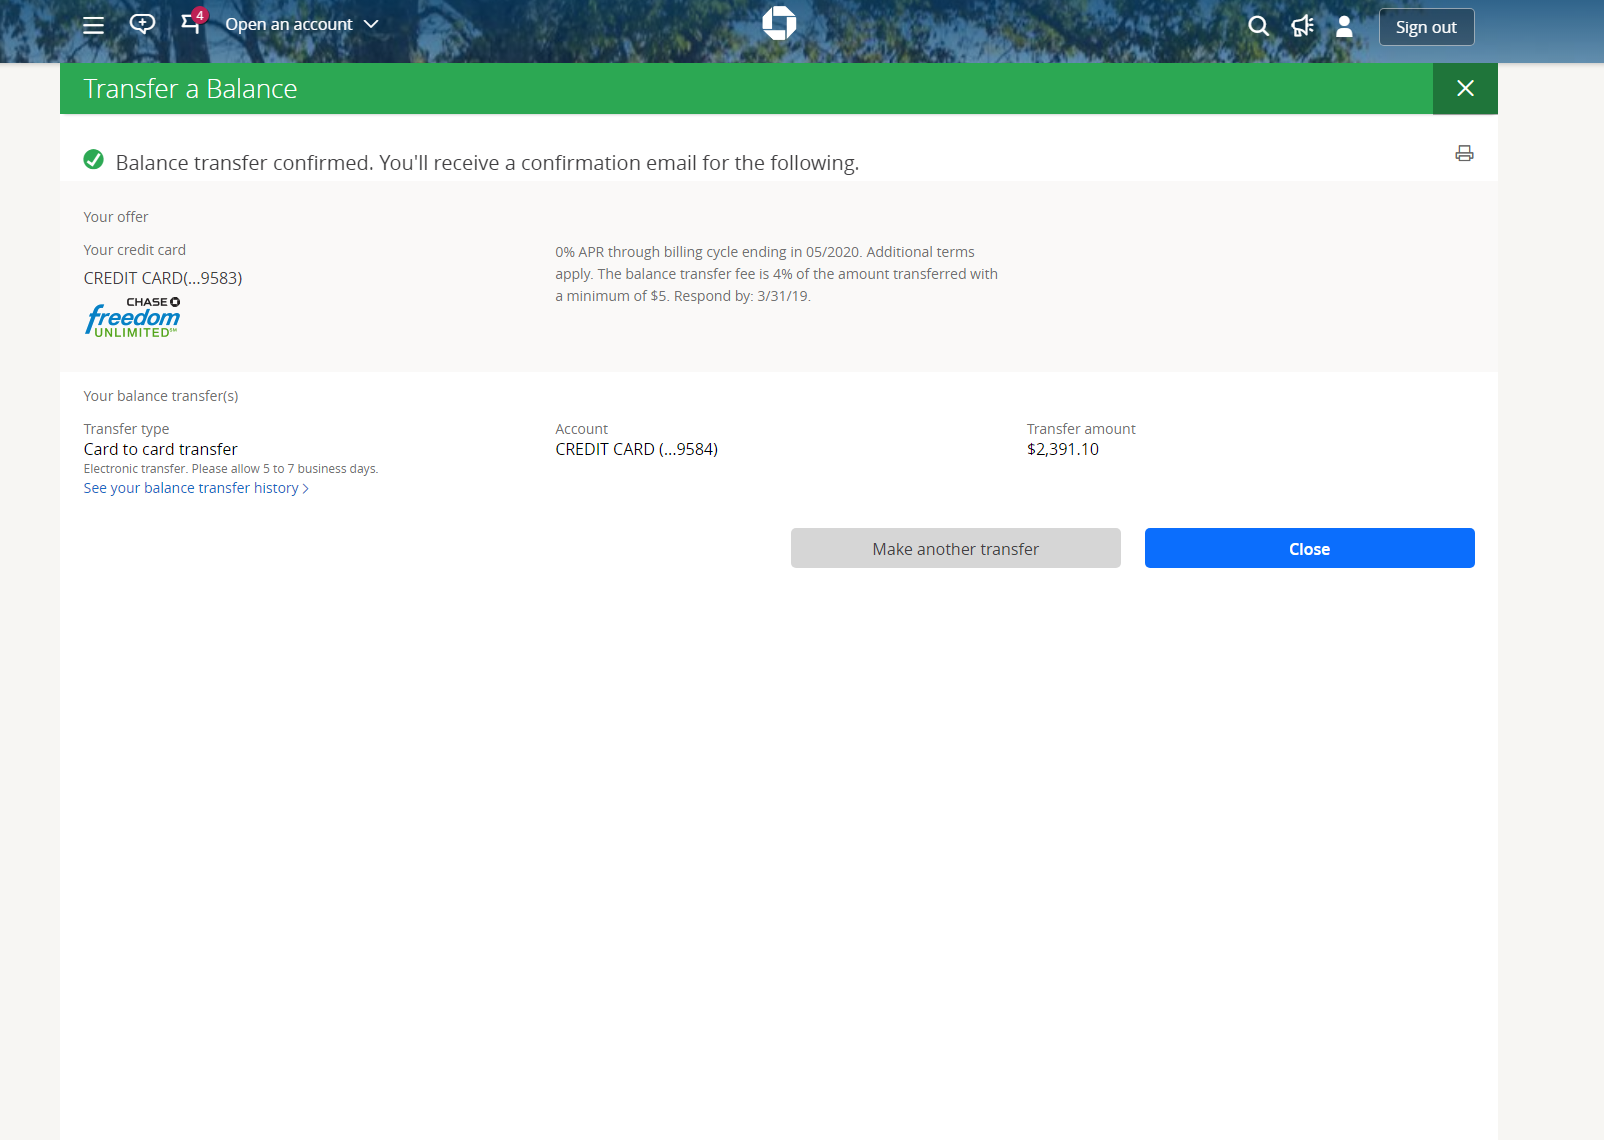 4
Open an account
Sign out
Transfer a Balance
Balance transfer confirmed. You'll receive a confirmation email for the following.
Your offer
Your credit card
CREDIT CARD(...9583)
CHASE
freedom
UNLIMITED™
0% APR through billing cycle ending in 05/2020. Additional terms
apply. The balance transfer fee is 4% of the amount transferred with
a minimum of $5. Respond by: 3/31/19.
Your balance transfer(s)
Transfer type
Card to card transfer
Electronic transfer. Please allow 5 to 7 business days.
See your balance transfer history
Account
CREDIT CARD (...9584)
Transfer amount
$2,391.10
Make another transfer
Close